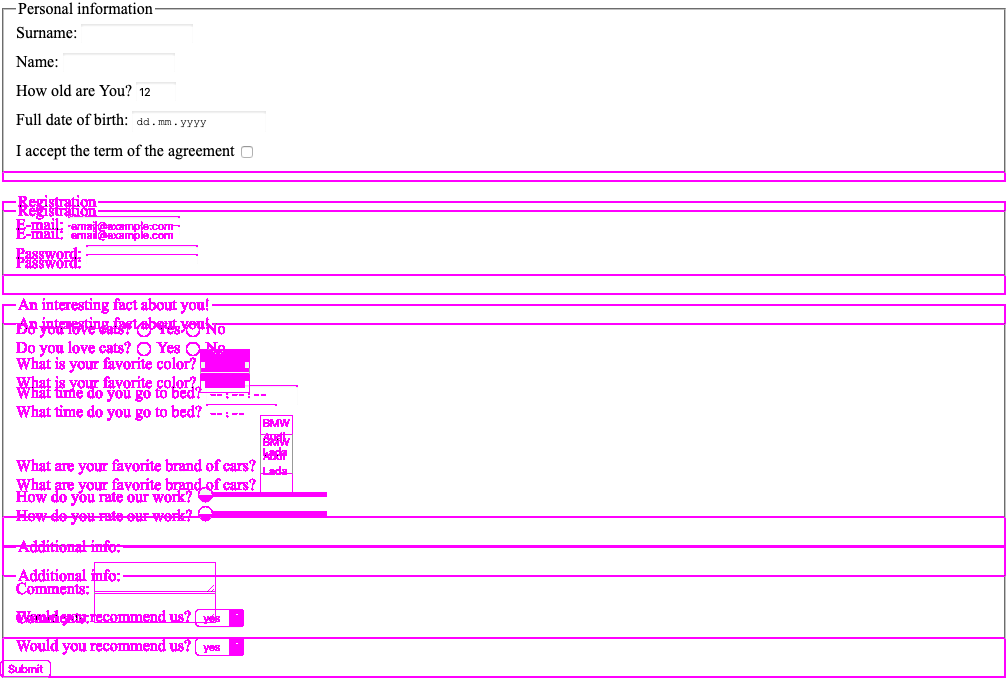 Personal information
Surname:
Name:
How old are You? 12
Full date of birth: dd.mm.yyyy
I accept the term of the agreement
Registration
Registration
E-mail: email@example.com
E-mail: email@example.com
Password:
Password:
An interesting fact about you!
An interesting fact about you!
Do you love cats? Yes No
Do you love cats? Yes No
What is your favorite color?
What is your favorite color?
What time do you go to bed? --:--:--
What time do you go to bed? --:--
BMW
Audi
BMW
Lada
Audi
Lada
What are your favorite brand of cars?
What are your favorite brand of cars?
How do you rate our work?
How do you rate our work?
Additional info:
Additional info:
Comments:
Would you recommend us? yes
Would you recommend us? yes
Submit